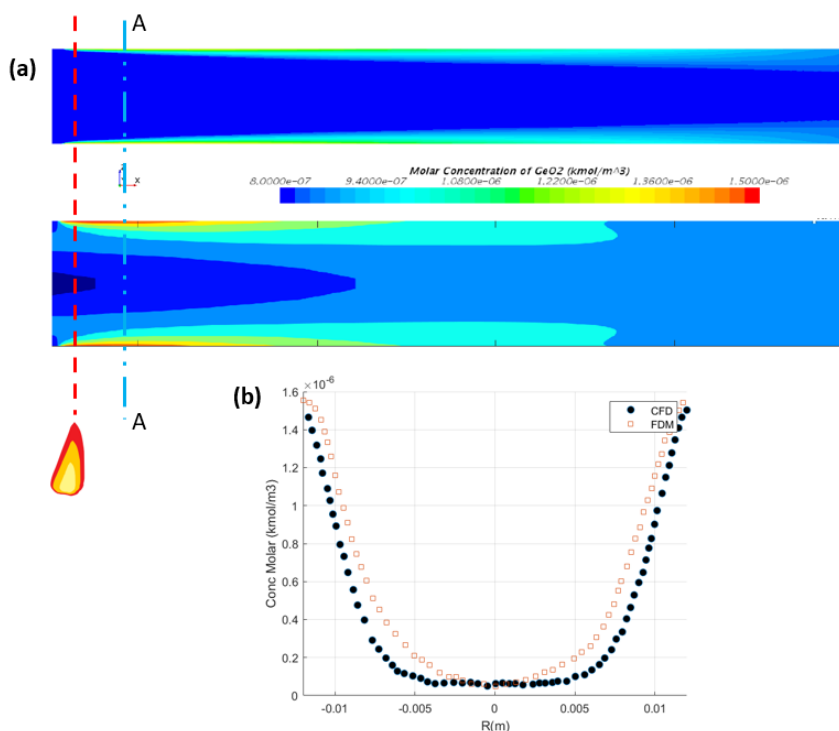 A
(a)
x
Molar Concentration of GeO2 (kmol/m^3)
8.0000e-07 9.4000e-07 1.0800e-06 1.2200e-06 1.3600e-06 1.5000e-06
A
(b)
×10⁻⁶
1.6
1.4
1.2
1
0.8
0.6
0.4
0.2
0
CFD
FDM
Conc Molar (kmol/m3)
-0.01 -0.005 0 0.005 0.01
R(m)